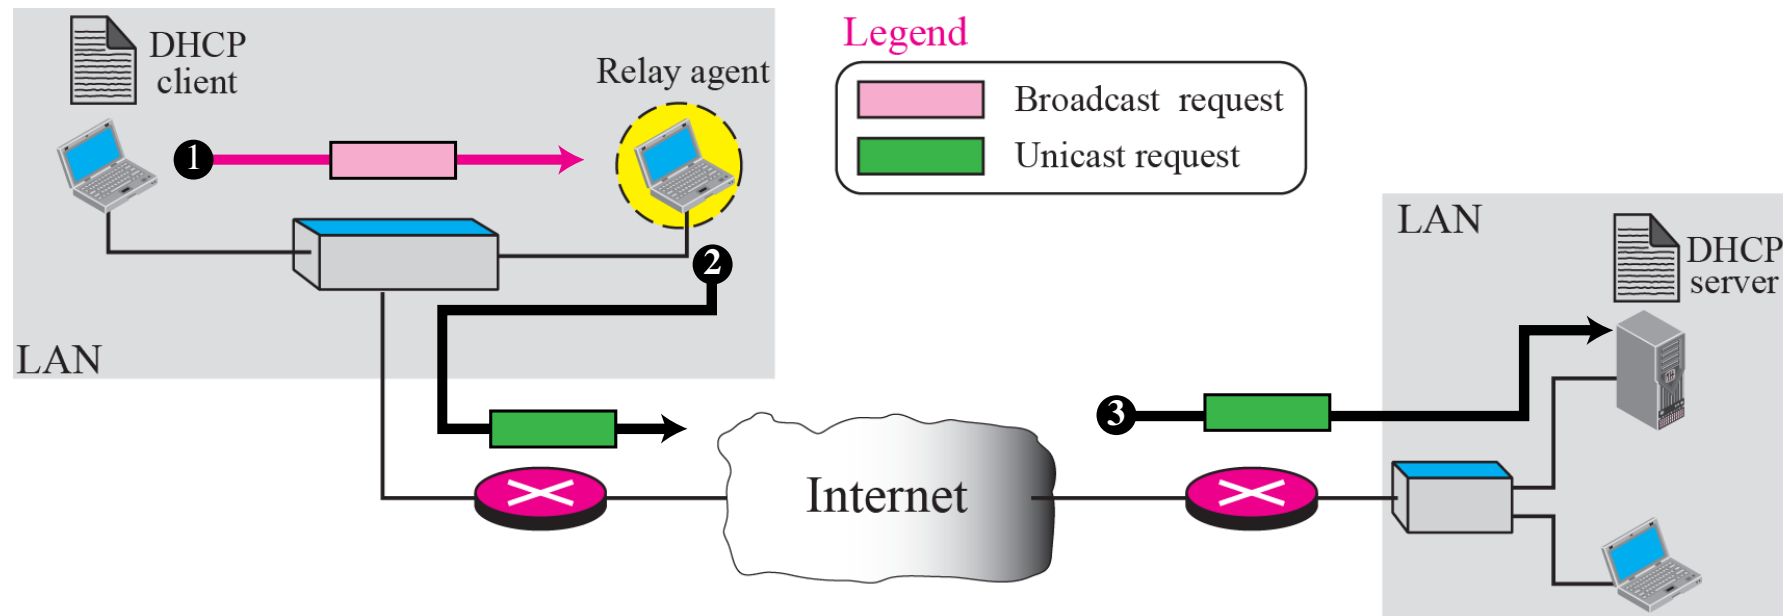 DHCP
client
Relay agent
1
2
LAN
Legend
Broadcast request
Unicast request
LAN
DHCP
server
3
Internet